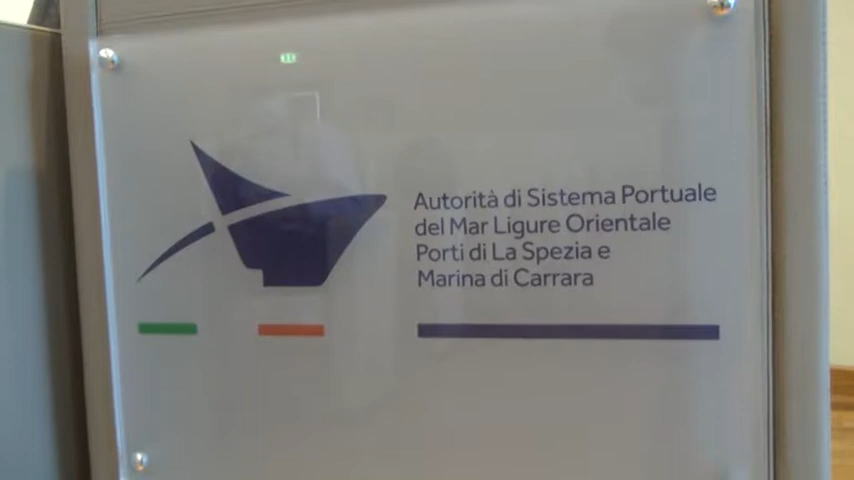 Autorità di Sistema Portuale
del Mar Ligure Orientale
Porti di La Spezia e
Marina di Carrara